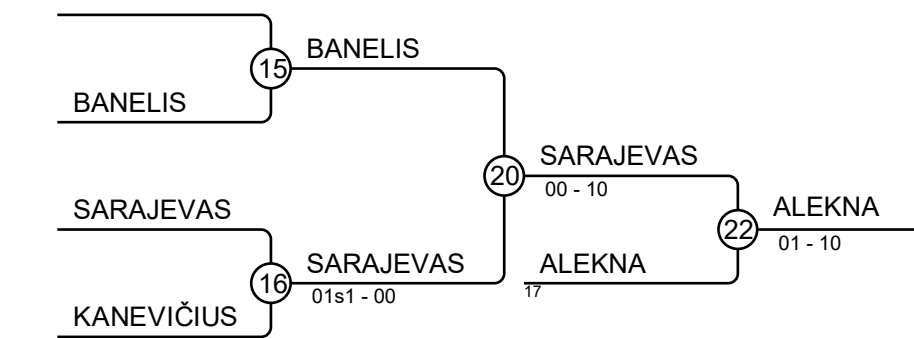 BANELIS
15
BANELIS
SARAJEVAS
20
00 - 10
SARAJEVAS
ALEKNA
22
01 - 10
SARAJEVAS
16
01s1 - 00
ALEKNA
17
KANEVIČIUS